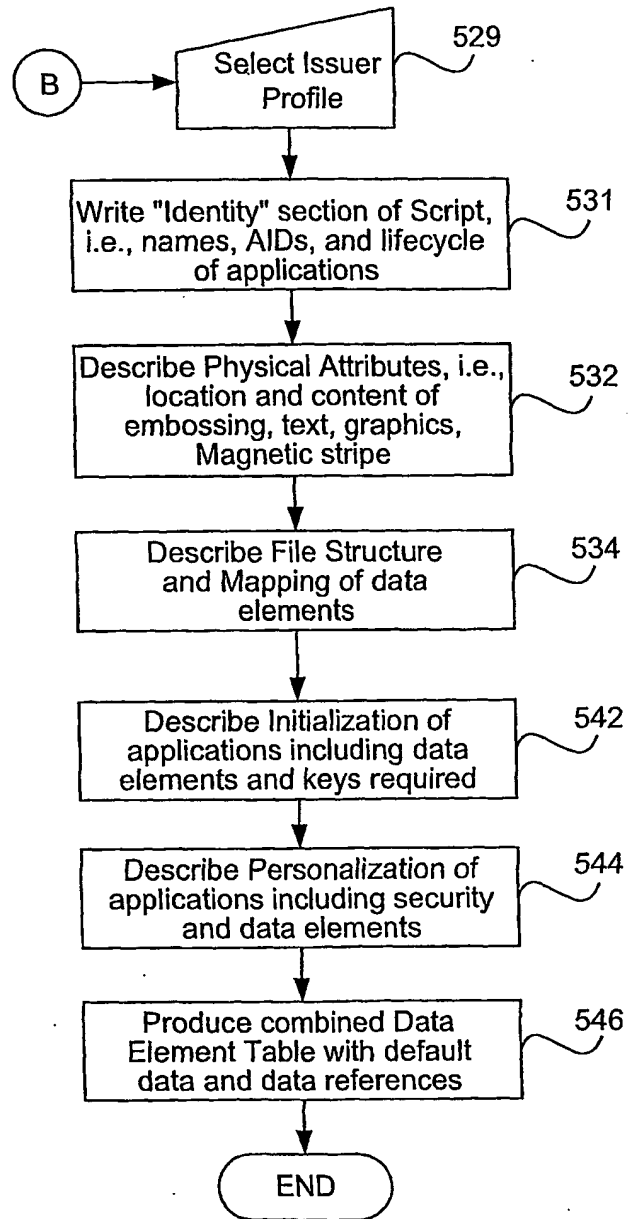 B
Select Issuer
Profile
529
Write "Identity" section of Script,
i.e., names, AIDs, and lifecycle
of applications
531
Describe Physical Attributes, i.e.,
location and content of
embossing, text, graphics,
Magnetic stripe
532
Describe File Structure
and Mapping of data
elements
534
Describe Initialization of
applications including data
elements and keys required
542
Describe Personalization of
applications including security
and data elements
544
Produce combined Data
Element Table with default
data and data references
546
END